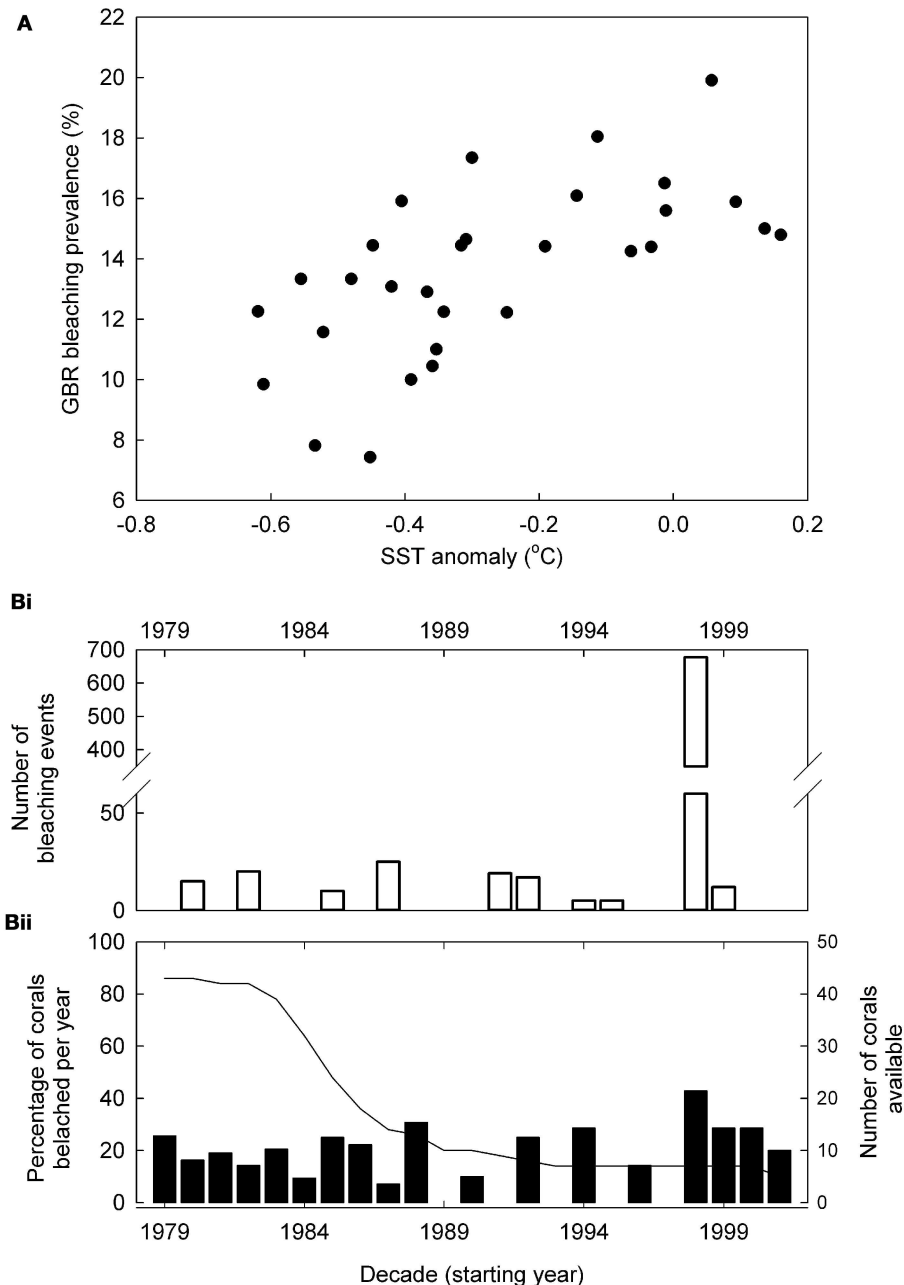 A
GBR bleaching prevalence (%)
22
20
18
16
14
12
10
8
6
-0.8 -0.6 -0.4 -0.2 0.0 0.2
SST anomaly (°C)
Bi
1979 1984 1989 1994 1999
Number of
bleaching events
700
600
500
400
50
0
Bii
Percentage of corals
belached per year
100
80
60
40
20
0
50
40
30
20
10
0
Number of corals
available
1979 1984 1989 1994 1999
Decade (starting year)